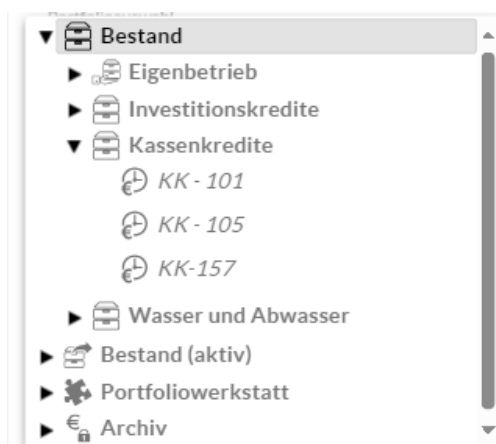 Bestand
Eigenbetrieb
Investitionskredite
Kassenkredite
KK - 101
KK - 105
KK-157
Wasser und Abwasser
Bestand (aktiv)
Portfoliowerkstatt
Archiv